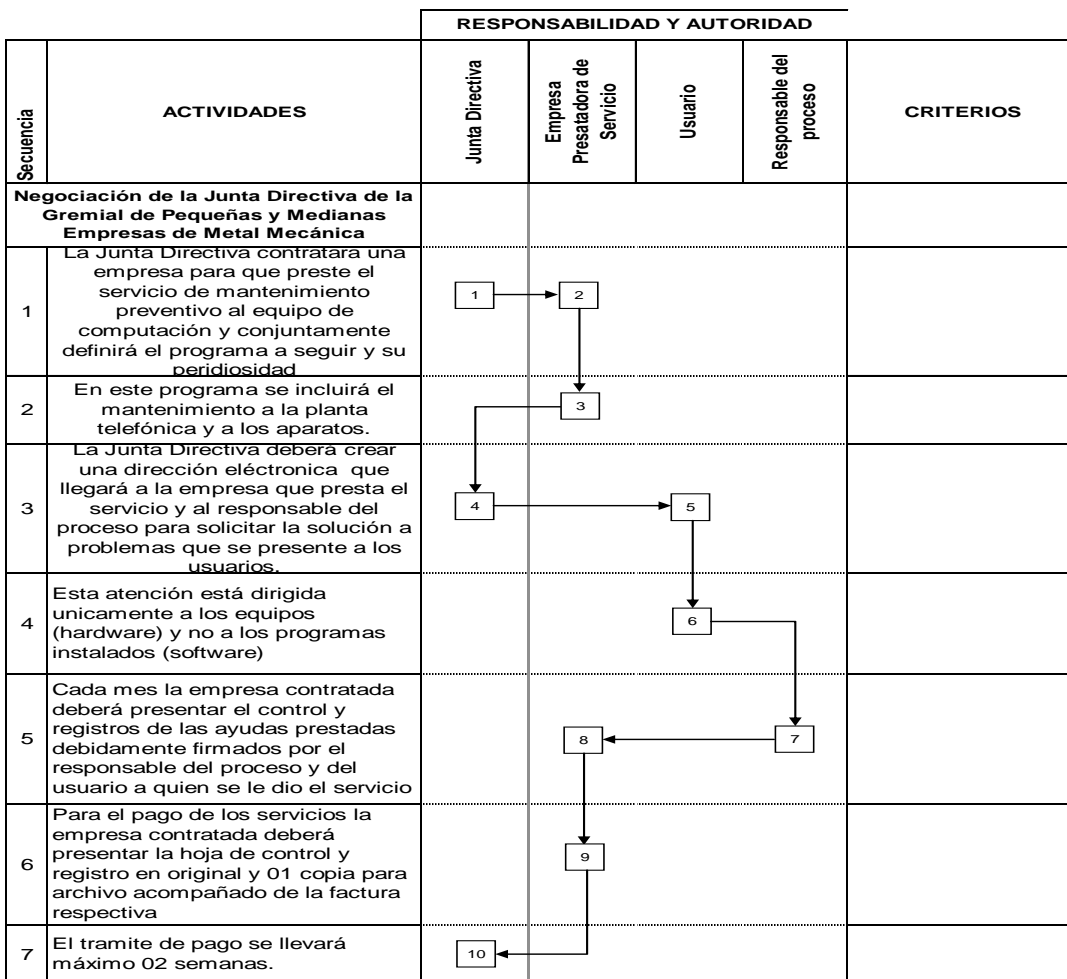 RESPONSABILIDAD Y AUTORIDAD
Secuencia
ACTIVIDADES
Junta Directiva
Empresa
Presatadora de
Servicio
Usuario
Responsable del
proceso
CRITERIOS
Negociación de la Junta Directiva de la
Gremial de Pequeñas y Medianas
Empresas de Metal Mecánica
1
La Junta Directiva contratara una
empresa para que preste el
servicio de mantenimiento
preventivo al equipo de
computación y conjuntamente
definirá el programa a seguir y su
peridiosidad
1
2
2
En este programa se incluirá el
mantenimiento a la planta
telefónica y a los aparatos.
3
3
La Junta Directiva deberá crear
una dirección eléctronica que
llegará a la empresa que presta el
servicio y al responsable del
proceso para solicitar la solución a
problemas que se presente a los
usuarios.
4
5
4
Esta atención está dirigida
unicamente a los equipos
(hardware) y no a los programas
instalados (software)
6
5
Cada mes la empresa contratada
deberá presentar el control y
registros de las ayudas prestadas
debidamente firmados por el
responsable del proceso y del
usuario a quien se le dio el servicio
8
7
6
Para el pago de los servicios la
empresa contratada deberá
presentar la hoja de control y
registro en original y 01 copia para
archivo acompañado de la factura
respectiva
9
7
El tramite de pago se llevará
máximo 02 semanas.
10